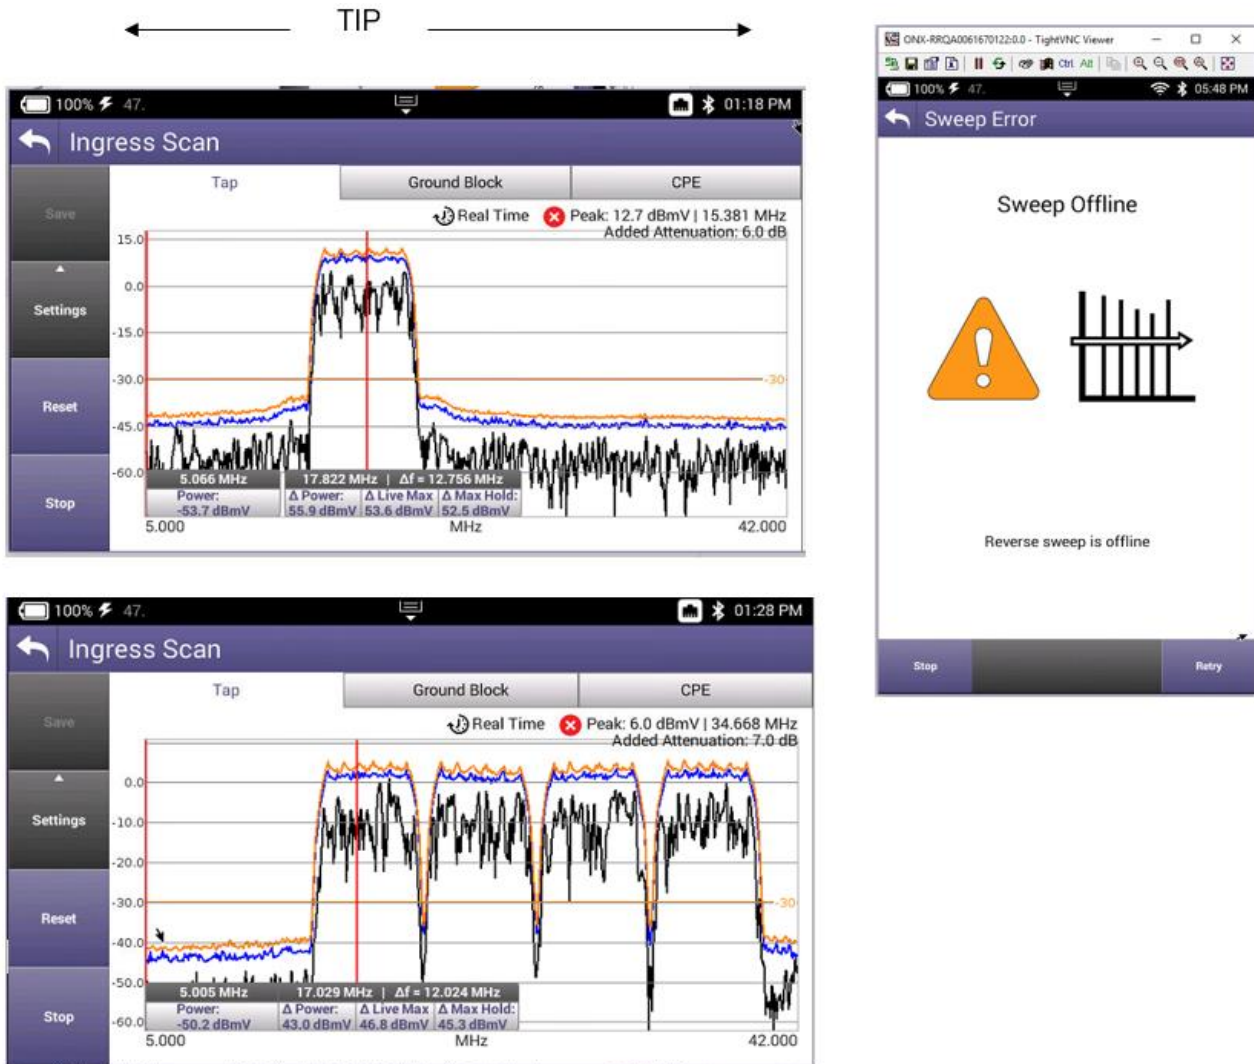 TIP
100% 47. 01:18 PM
Ingress Scan
Tap Ground Block CPE
Save
Settings
Reset
Stop
Real Time Peak: 12.7 dBmV | 15.381 MHz
Added Attenuation: 6.0 dB
15.0
0.0
-15.0
-30.0 -30
-45.0
-60.0
5.066 MHz 17.822 MHz | Δf = 12.756 MHz
Power: Δ Power: Δ Live Max Δ Max Hold:
-53.7 dBmV 55.9 dBmV 53.6 dBmV 52.5 dBmV
5.000 MHz 42.000
100% 47. 01:28 PM
Ingress Scan
Tap Ground Block CPE
Save
Settings
Reset
Stop
Real Time Peak: 6.0 dBmV | 34.668 MHz
Added Attenuation: 7.0 dB
0.0
-10.0
-20.0
-30.0 -30
-40.0
-50.0
-60.0
5.005 MHz 17.029 MHz | Δf = 12.024 MHz
Power: Δ Power: Δ Live Max Δ Max Hold:
-50.2 dBmV 43.0 dBmV 46.8 dBmV 45.3 dBmV
5.000 MHz 42.000
ONX-RRQA0061670122:0.0 - TightVNC Viewer
Ctrl Alt
100% 47. 05:48 PM
Sweep Error
Sweep Offline
Reverse sweep is offline
Stop Retry